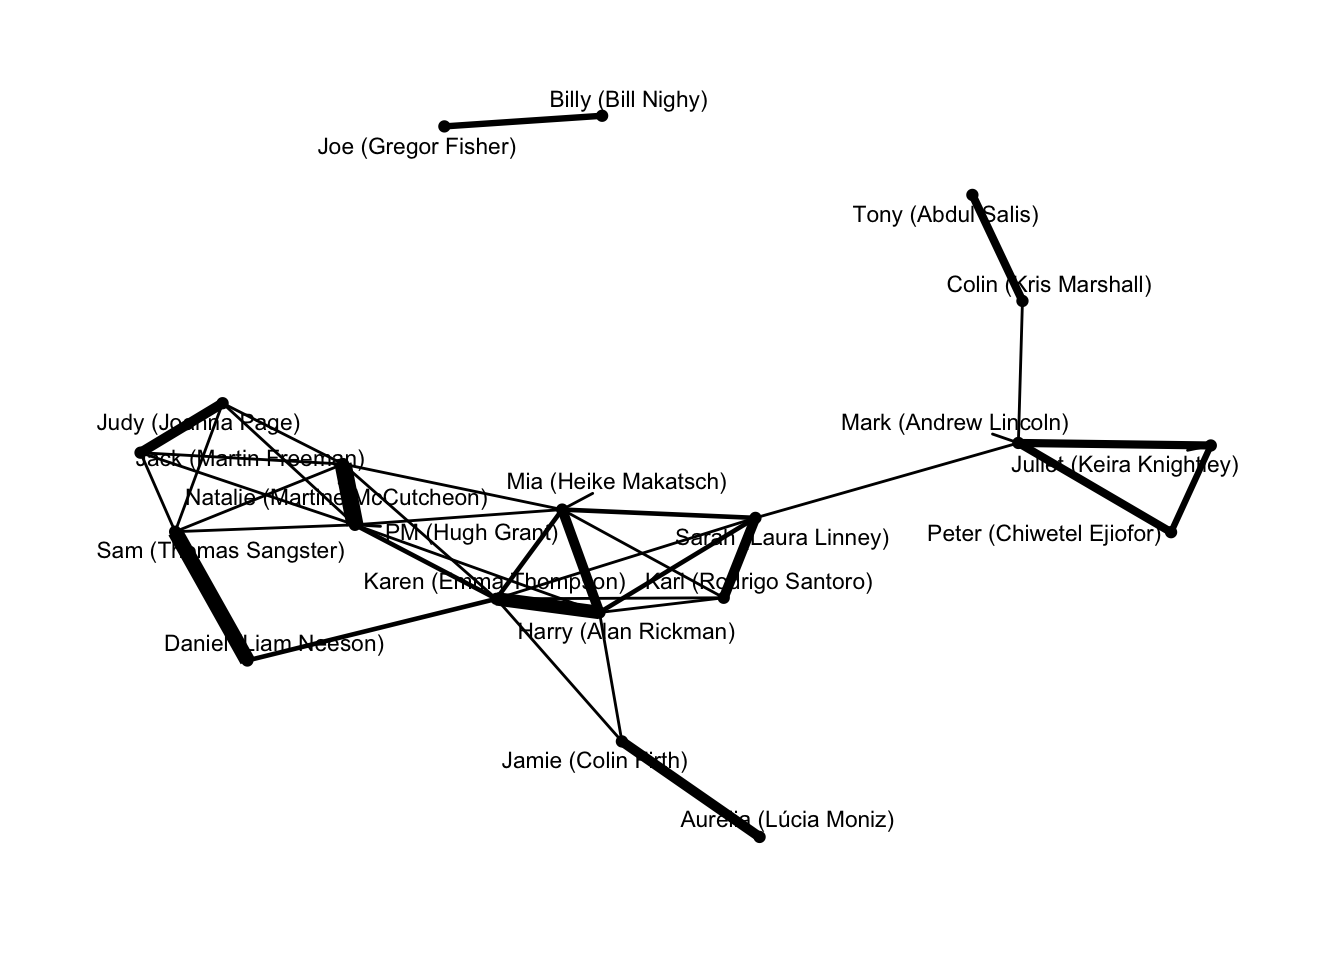 Billy (Bill Nighy)
Joe (Gregor Fisher)
Tony (Abdul Salis)
Colin (Kris Marshall)
Judy (Joanna Page)
Mark (Andrew Lincoln)
Jack (Martin Freeman)
Juliet (Keira Knightley)
Natalie (Martine McCutcheon)
Mia (Heike Makatsch)
PM (Hugh Grant)
Sarah (Laura Linney)
Peter (Chiwetel Ejiofor)
Sam (Thomas Sangster)
Karen (Emma Thompson)
Karl (Rodrigo Santoro)
Harry (Alan Rickman)
Daniel (Liam Neeson)
Jamie (Colin Firth)
Aurelia (Lúcia Moniz)